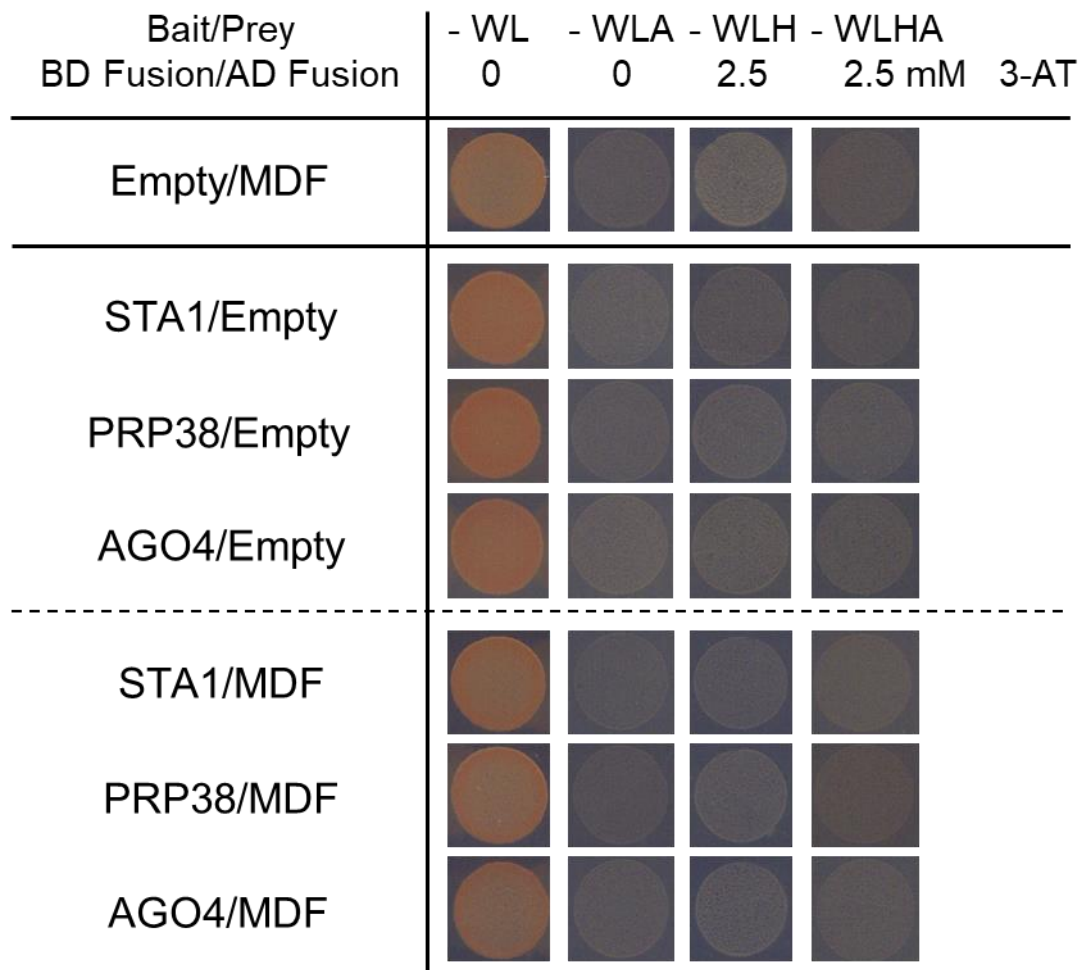 Bait/Prey - WL - WLA - WLH - WLHA
BD Fusion/AD Fusion 0 0 2.5 2.5 mM 3-AT
Empty/MDF
STA1/Empty
PRP38/Empty
AGO4/Empty
STA1/MDF
PRP38/MDF
AGO4/MDF